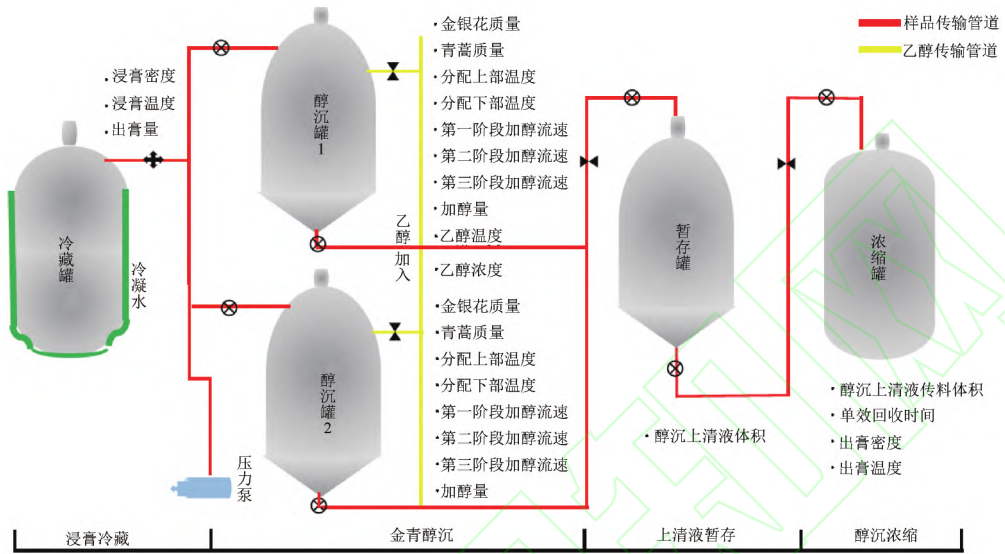 样品传输管道
乙醇传输管道
浸膏密度
浸膏温度
出膏量
冷藏罐
冷凝水
醇沉罐1
醇沉罐2
压力泵
乙醇加入
·金银花质量
·青蒿质量
·分配上部温度
·分配下部温度
·第一阶段加醇流速
·第二阶段加醇流速
·第三阶段加醇流速
·加醇量
·乙醇温度
·乙醇浓度
·金银花质量
·青蒿质量
·分配上部温度
·分配下部温度
·第一阶段加醇流速
·第二阶段加醇流速
·第三阶段加醇流速
·加醇量
暂存罐
·醇沉上清液体积
浓缩罐
·醇沉上清液传料体积
·单效回收时间
·出膏密度
·出膏温度
浸膏冷藏
金青醇沉
上清液暂存
醇沉浓缩